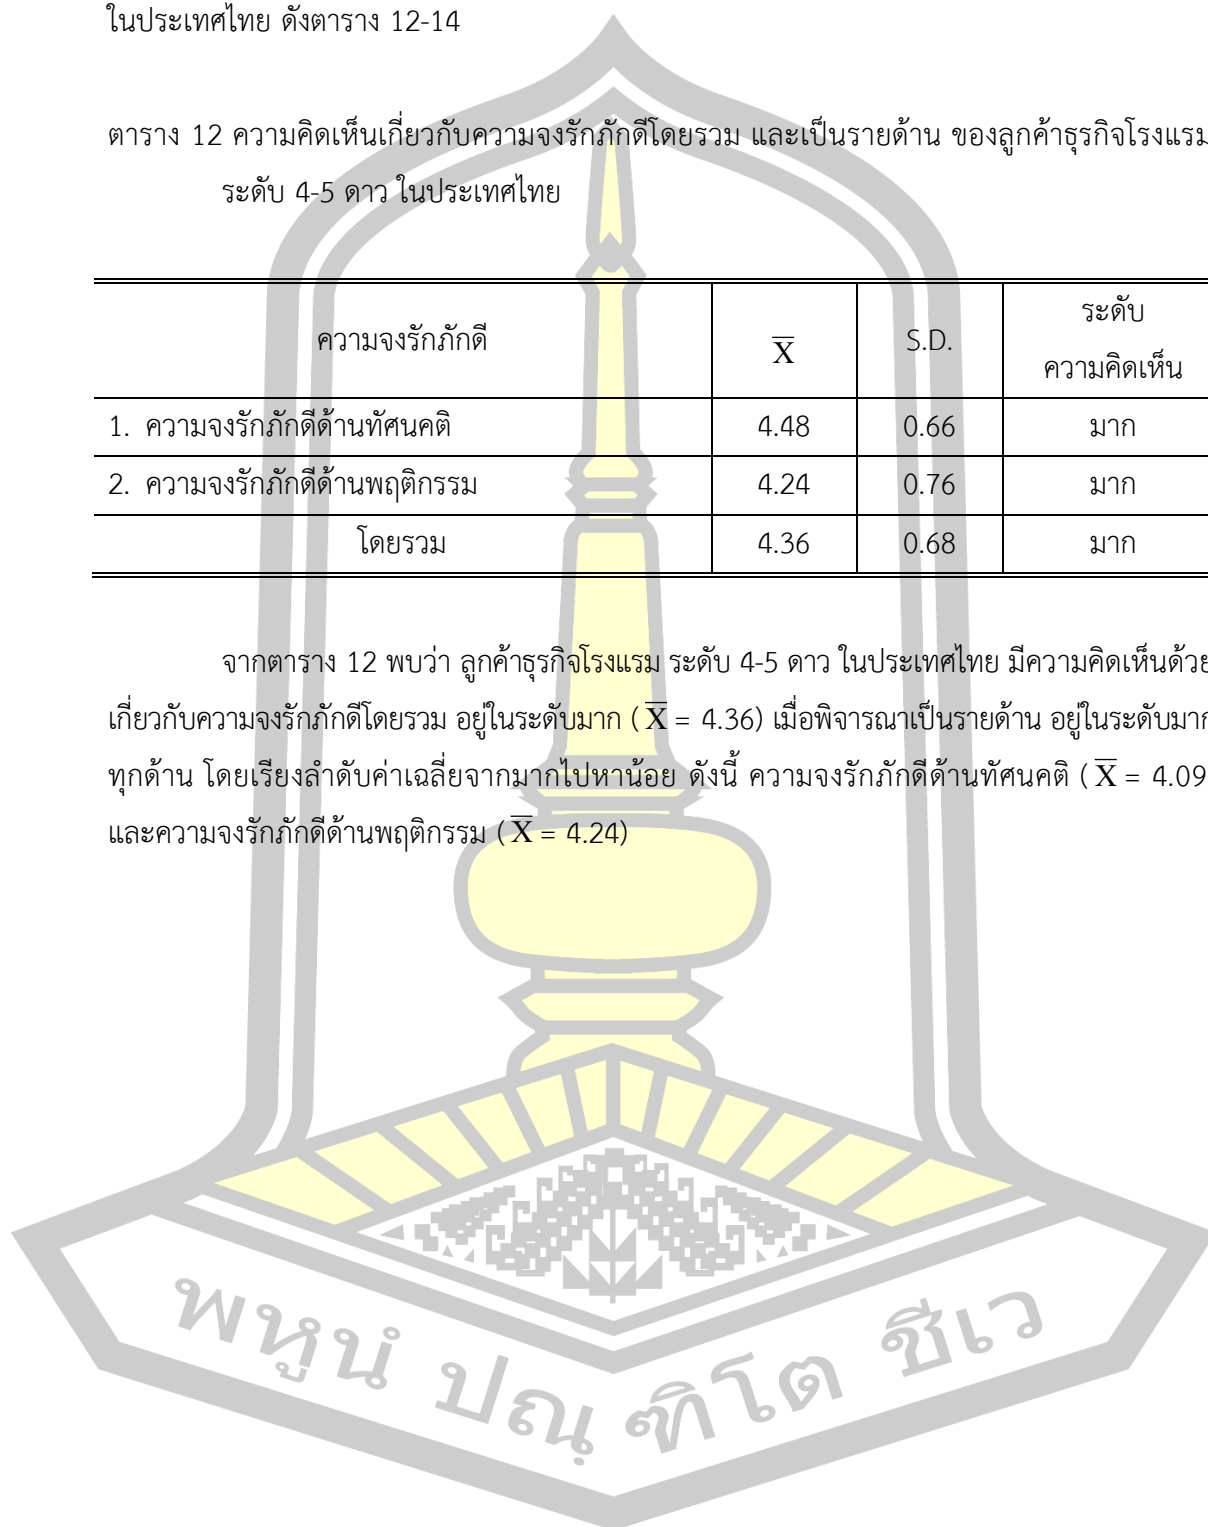 ในประเทศไทย ดังตาราง 12-14
ตาราง 12 ความคิดเห็นเกี่ยวกับความจงรักภักดีโดยรวม และเป็นรายด้าน ของลูกค้าธุรกิจโรงแรม
ระดับ 4-5 ดาว ในประเทศไทย
ความจงรักภักดี X̅ S.D. ระดับ
ความคิดเห็น
1. ความจงรักภักดีด้านทัศนคติ 4.48 0.66 มาก
2. ความจงรักภักดีด้านพฤติกรรม 4.24 0.76 มาก
โดยรวม 4.36 0.68 มาก
จากตาราง 12 พบว่า ลูกค้าธุรกิจโรงแรม ระดับ 4-5 ดาว ในประเทศไทย มีความคิดเห็นด้วย
เกี่ยวกับความจงรักภักดีโดยรวม อยู่ในระดับมาก ( X̅ = 4.36) เมื่อพิจารณาเป็นรายด้าน อยู่ในระดับมาก
ทุกด้าน โดยเรียงลำดับค่าเฉลี่ยจากมากไปหาน้อย ดังนี้ ความจงรักภักดีด้านทัศนคติ ( X̅ = 4.09
และความจงรักภักดีด้านพฤติกรรม ( X̅ = 4.24)
พหูนํ ปณฺฑิโต ชีเว